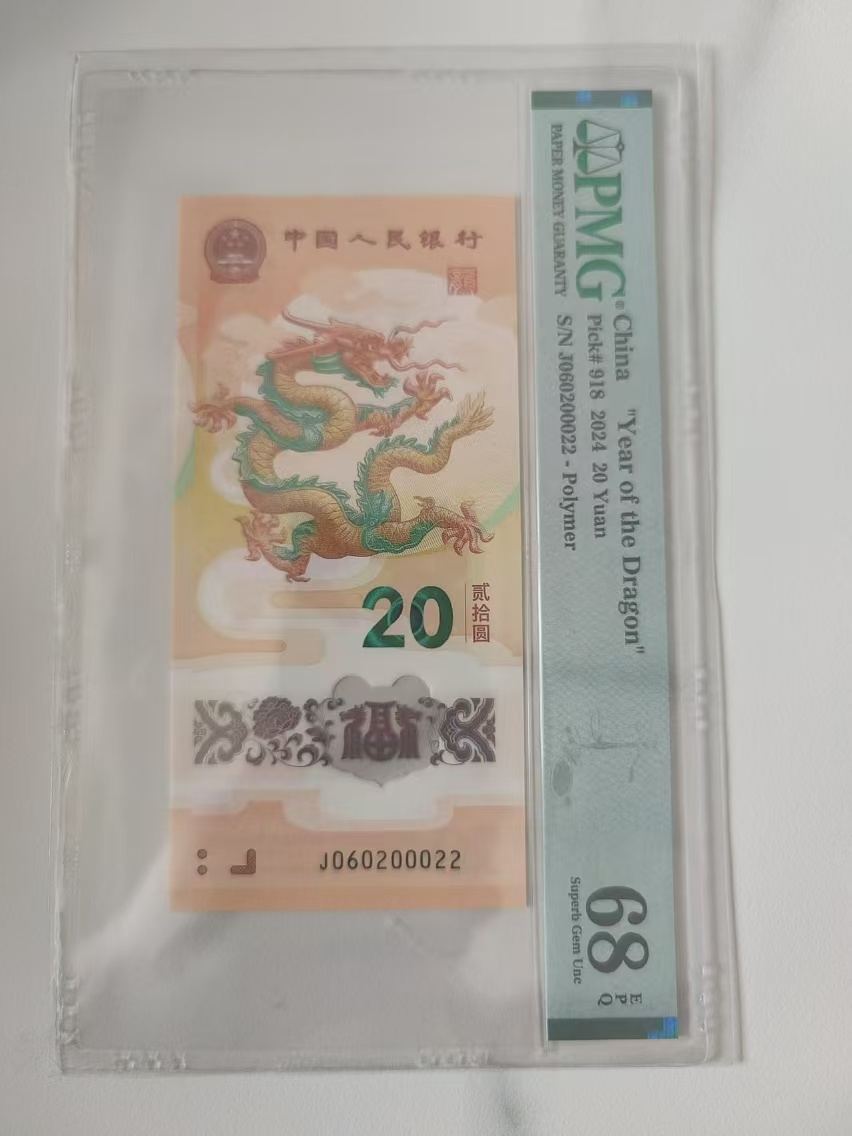 中国人民银行
20
贰拾圆
福
J060200022
PMG®
PAPER MONEY GUARANTY
China "Year of the Dragon"
Pick# 918 2024 20 Yuan
S/N J060200022 - Polymer
68
EPQ
Superb Gem Unc